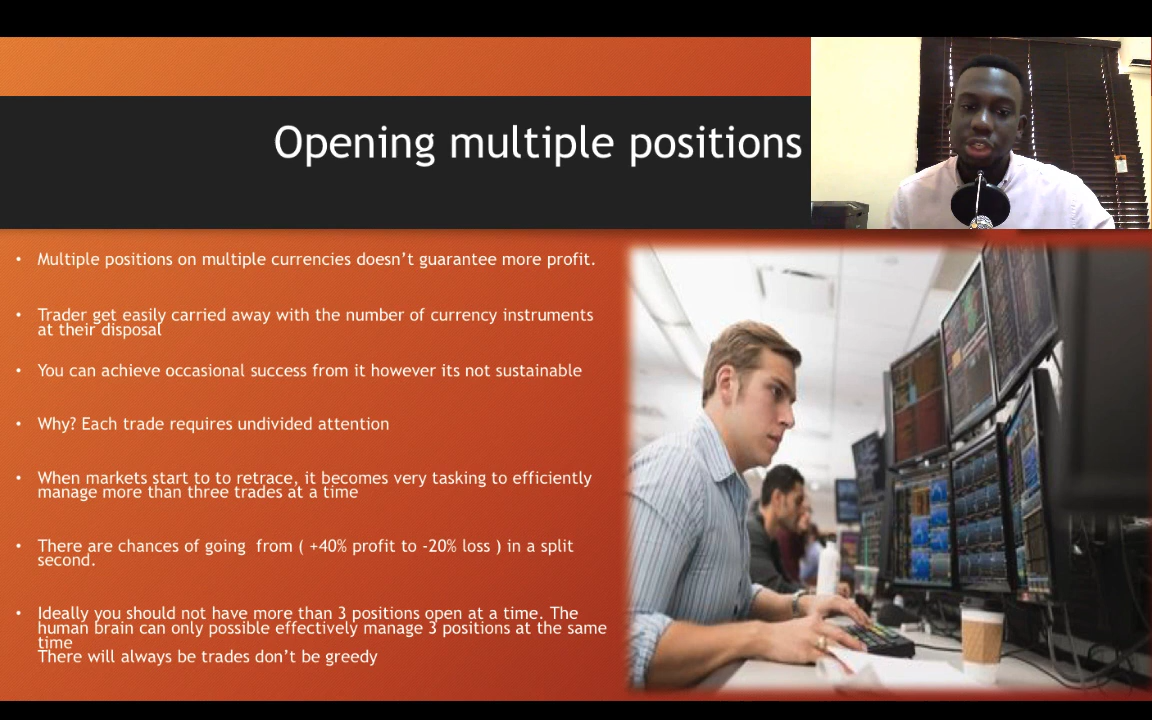 Opening multiple positions
• Multiple positions on multiple currencies doesn’t guarantee more profit.
• Trader get easily carried away with the number of currency instruments
at their disposal
• You can achieve occasional success from it however its not sustainable
• Why? Each trade requires undivided attention
• When markets start to to retrace, it becomes very tasking to efficiently
manage more than three trades at a time
• There are chances of going  from ( +40% profit to -20% loss ) in a split
second.
• Ideally you should not have more than 3 positions open at a time. The
human brain can only possible effectively manage 3 positions at the same
time
There will always be trades don’t be greedy